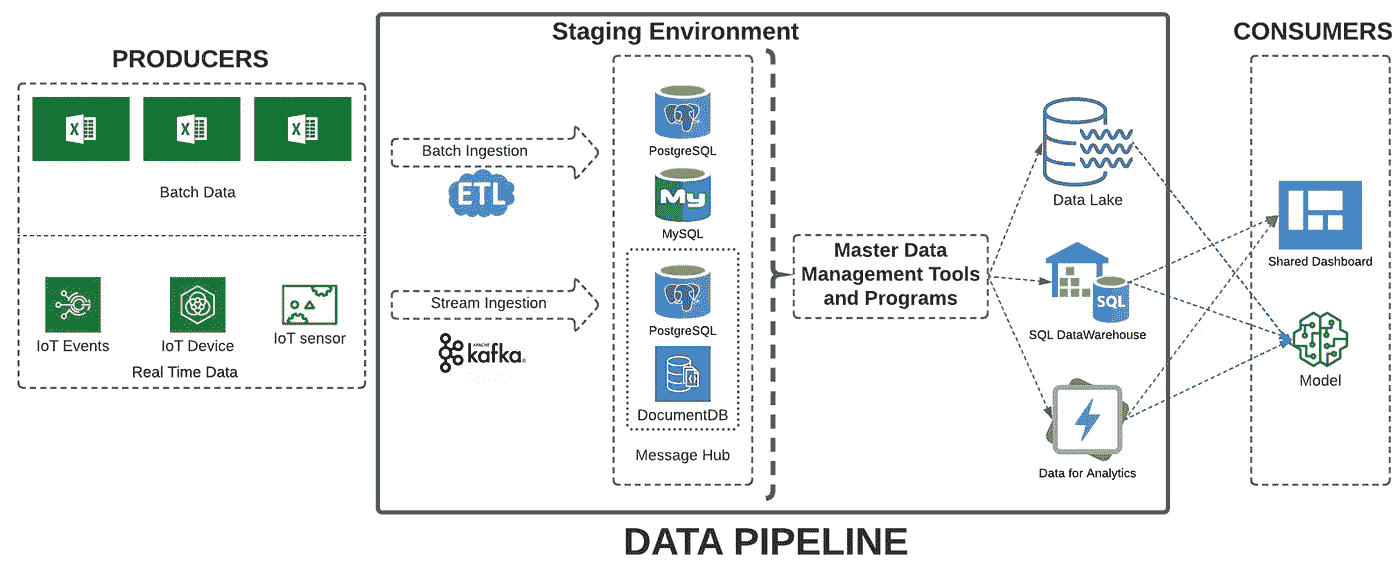 PRODUCERS
Batch Data
IoT Events
IoT Device
IoT sensor
Real Time Data
Staging Environment
Batch Ingestion
ETL
Stream Ingestion
APACHE
kafka
PostgreSQL
My
MySQL
PostgreSQL
DocumentDB
Message Hub
Master Data
Management Tools
and Programs
Data Lake
SQL
SQL DataWarehouse
Data for Analytics
CONSUMERS
Shared Dashboard
Model
DATA PIPELINE